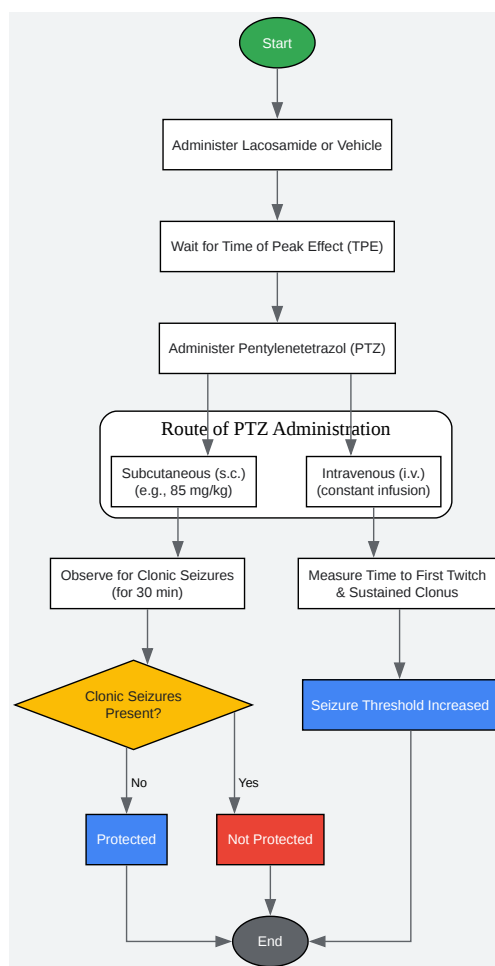 Start
Administer Lacosamide or Vehicle
Wait for Time of Peak Effect (TPE)
Administer Pentylenetetrazol (PTZ)
Route of PTZ Administration
Subcutaneous (s.c.)
(e.g., 85 mg/kg)
Intravenous (i.v.)
(constant infusion)
Observe for Clonic Seizures
(for 30 min)
Measure Time to First Twitch
& Sustained Clonus
Clonic Seizures
Present?
Seizure Threshold Increased
No
Yes
Protected
Not Protected
End